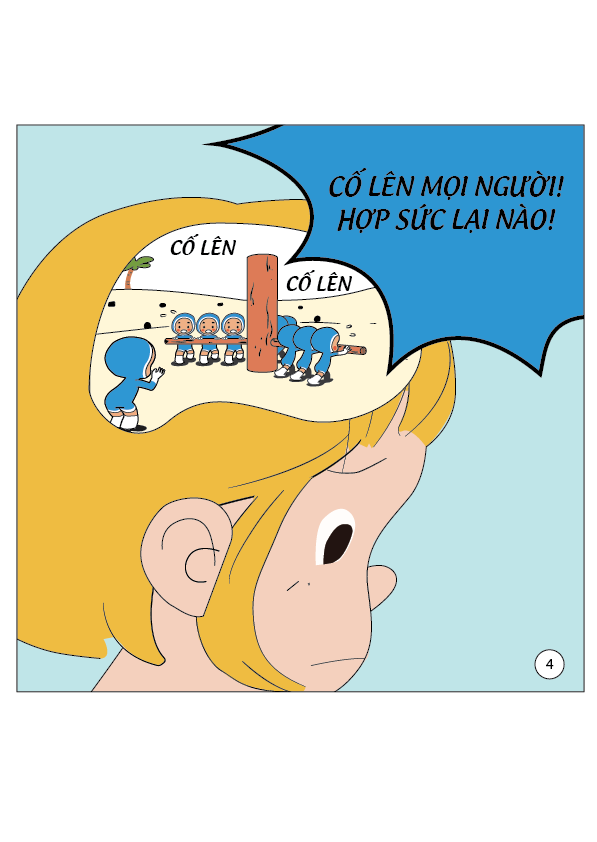 CỐ LÊN MỌI NGƯỜI!
HỢP SỨC LẠI NÀO!
CỐ LÊN
CỐ LÊN
4